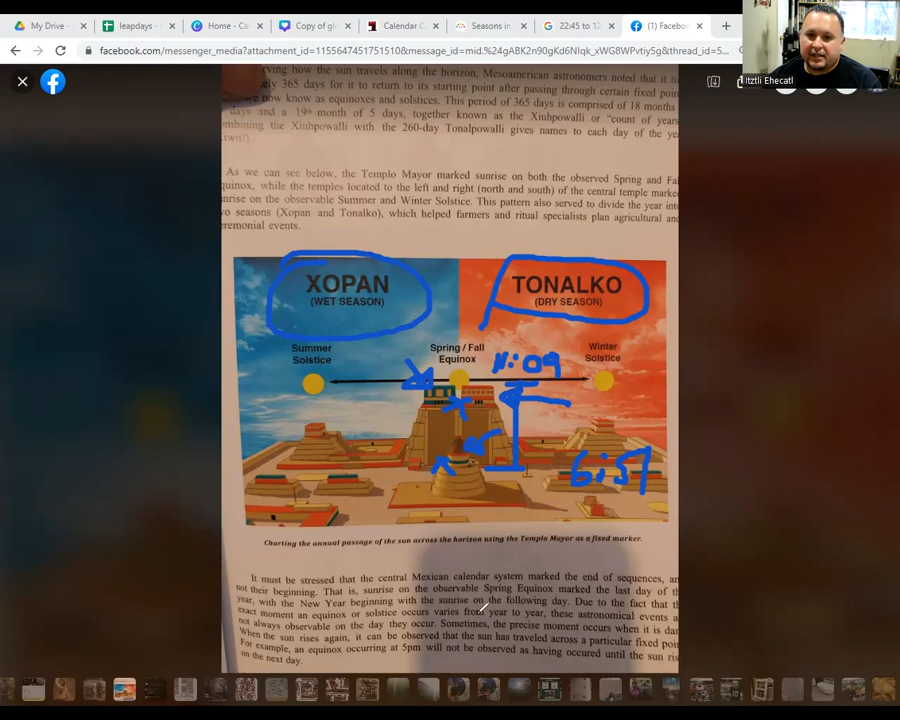 My Drive -
leapdays - G
Home - Ca
Copy of glo
Calendar C
Seasons in
22:45 to 12
(1) Facebo
facebook.com/messenger_media?attachment_id=1155647451751510&message_id=mid.%24gABK2n90gKd6NIqk_xWG8WPvtiy5g&thread_id=5...
Itztli Ehecatl
rving how the sun travels along the horizon, Mesoamerican astronomers noted that it to
ely 365 days for it to return to its starting point after passing through certain fixed poin
we now know as equinoxes and solstices. This period of 365 days is comprised of 18 months
days and a 19th month of 5 days, together known as the Xiuhpowalli or "count of years
mbining the Xiuhpowalli with the 260-day Tonalpowalli gives names to each day of the ye
kiwitl).
As we can see below, the Templo Mayor marked sunrise on both the observed Spring and Fal
quinox, while the temples located to the left and right (north and south) of the central temple marke
nrise on the observable Summer and Winter Solstice. This pattern also served to divide the year into
wo seasons (Xopan and Tonalko), which helped farmers and ritual specialists plan agricultural and
eremonial events.
XOPAN
(WET SEASON)
TONALKO
(DRY SEASON)
Summer
Solstice
Spring / Fall
Equinox
Winter
Solstice
11:09
6:57
Charting the annual passage of the sun across the horizon using the Templo Mayor as a fixed marker.
It must be stressed that the central Mexican calendar system marked the end of sequences, an
not their beginning. That is, sunrise on the observable Spring Equinox marked the last day of th
year, with the New Year beginning with the sunrise on the following day. Due to the fact that th
exact moment an equinox or solstice occurs varies from year to year, these astronomical events a
not always observable on the day they occur. Sometimes, the precise moment occurs when it is dar
When the sun rises again, it can be observed that the sun has traveled across a particular fixed poi
For example, an equinox occurring at 5pm will not be observed as having occured until the sun ris
on the next day.